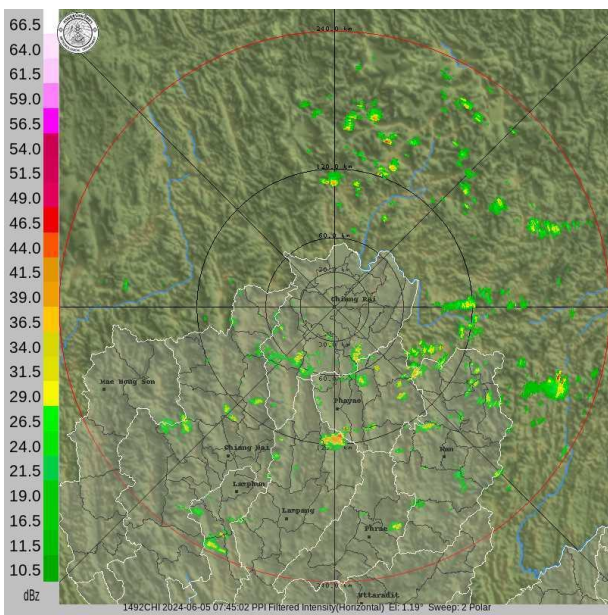 66.5
64.0
61.5
59.0
56.5
54.0
51.5
49.0
46.5
44.0
41.5
39.0
36.5
34.0
31.5
29.0
26.5
24.0
21.5
19.0
16.5
14.0
11.5
10.5
dBz
120.0 km
60.0 km
Chiang Rai
Mae Hong Son
Phayao
Chiang Mai
Nan
Lamphun
Lampang
Phrae
Uttaradit
1492CHI 2024-06-05 07:45:02 PPI Filtered Intensity(Horizontal) El: 1.19° Sweep: 2 Polar